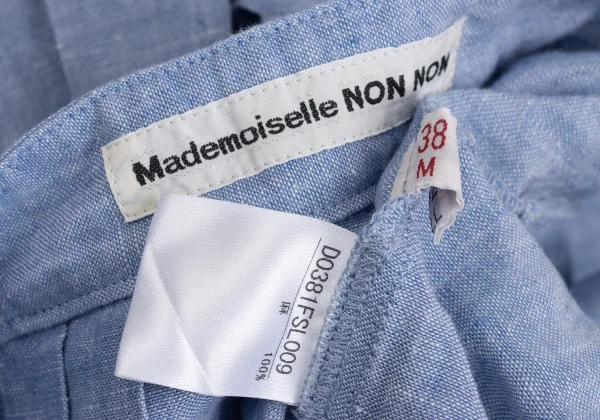 Mademoiselle NON NON
38
M
D0381FSL009
麻 100%